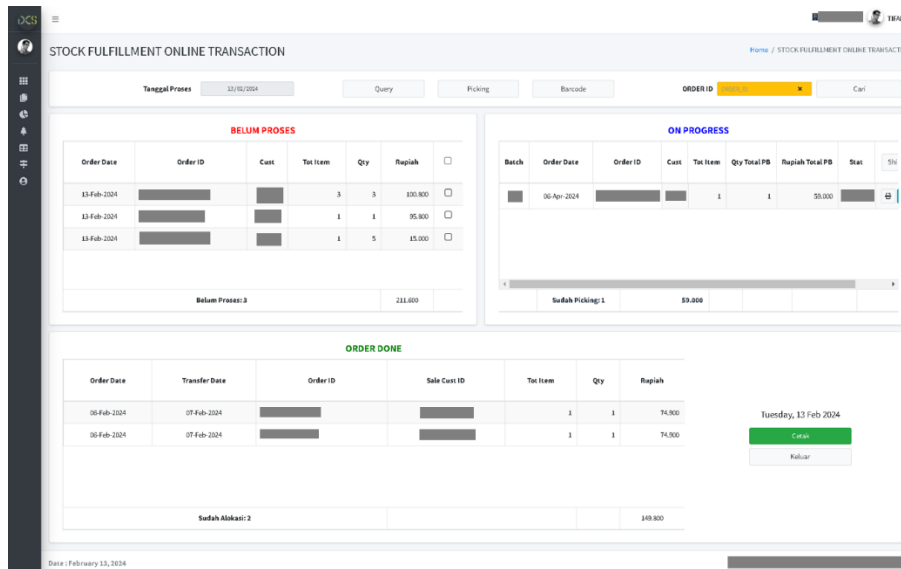 DCS
TIFA
STOCK FULFILLMENT ONLINE TRANSACTION
Home / STOCK FULFILLMENT ONLINE TRANSACT
Tanggal Proses 13/02/2024 Query Picking Barcode ORDER ID ORDER ID × Cari
BELUM PROSES
Order Date Order ID Cust Tot Item Qty Rupiah
13-Feb-2024 3 3 100.800
13-Feb-2024 1 1 95.800
13-Feb-2024 1 5 15.000
Belum Proses: 3 211.600
ON PROGRESS
Batch Order Date Order ID Cust Tot Item Qty Total PB Rupiah Total PB Stat Shi
06-Apr-2024 1 1 59.000
Sudah Picking: 1 59.000
ORDER DONE
Order Date Transfer Date Order ID Sale Cust ID Tot Item Qty Rupiah
06-Feb-2024 07-Feb-2024 1 1 74.900
06-Feb-2024 07-Feb-2024 1 1 74.900
Sudah Alokasi: 2 149.800
Tuesday, 13 Feb 2024
Cetak
Keluar
Date : February 13, 2024